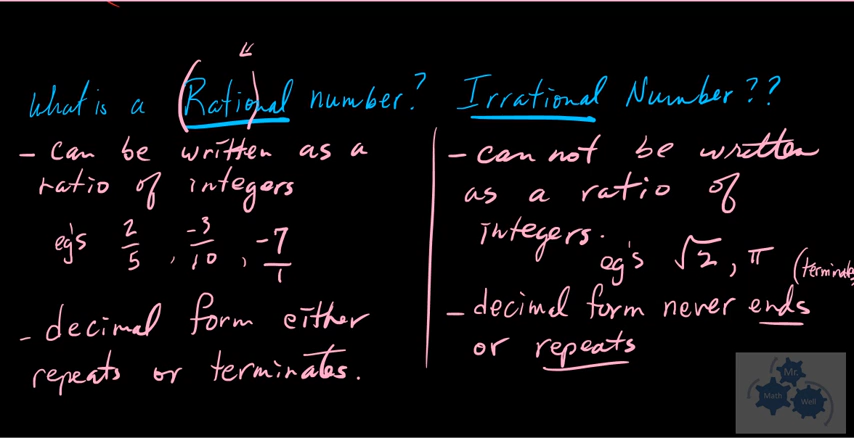 What is a (Rational) number?
- can be written as a
ratio of integers
eg's 2/5, -3/10, -7/1
- decimal form either
repeats or terminates.
Irrational Number??
- can not be written
as a ratio of
integers.
eg's √2, π (terminates
- decimal form never ends
or repeats
Mr.
Math
Well